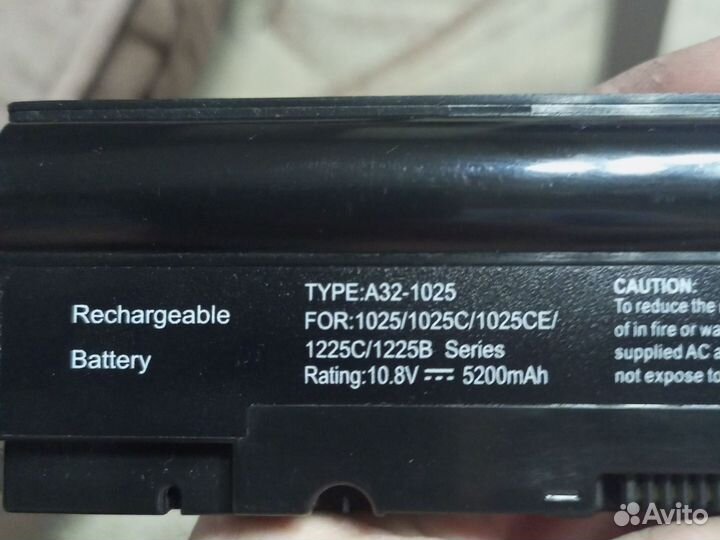 Rechargeable
Battery
TYPE:A32-1025
FOR:1025/1025C/1025CE/
1225C/1225B Series
Rating:10.8V ⎓ 5200mAh
CAUTION:
To reduce the
of in fire or wa
supplied AC a
not expose to
Avito